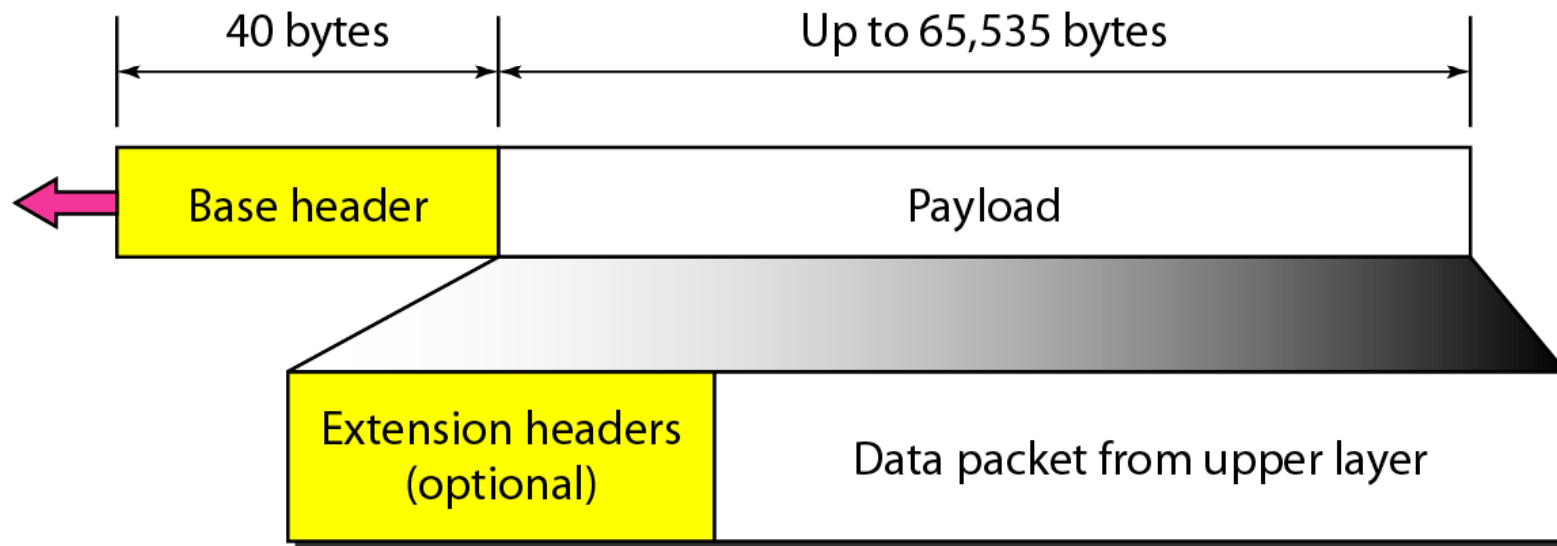 40 bytes
Up to 65,535 bytes
Base header
Payload
Extension headers
(optional)
Data packet from upper layer